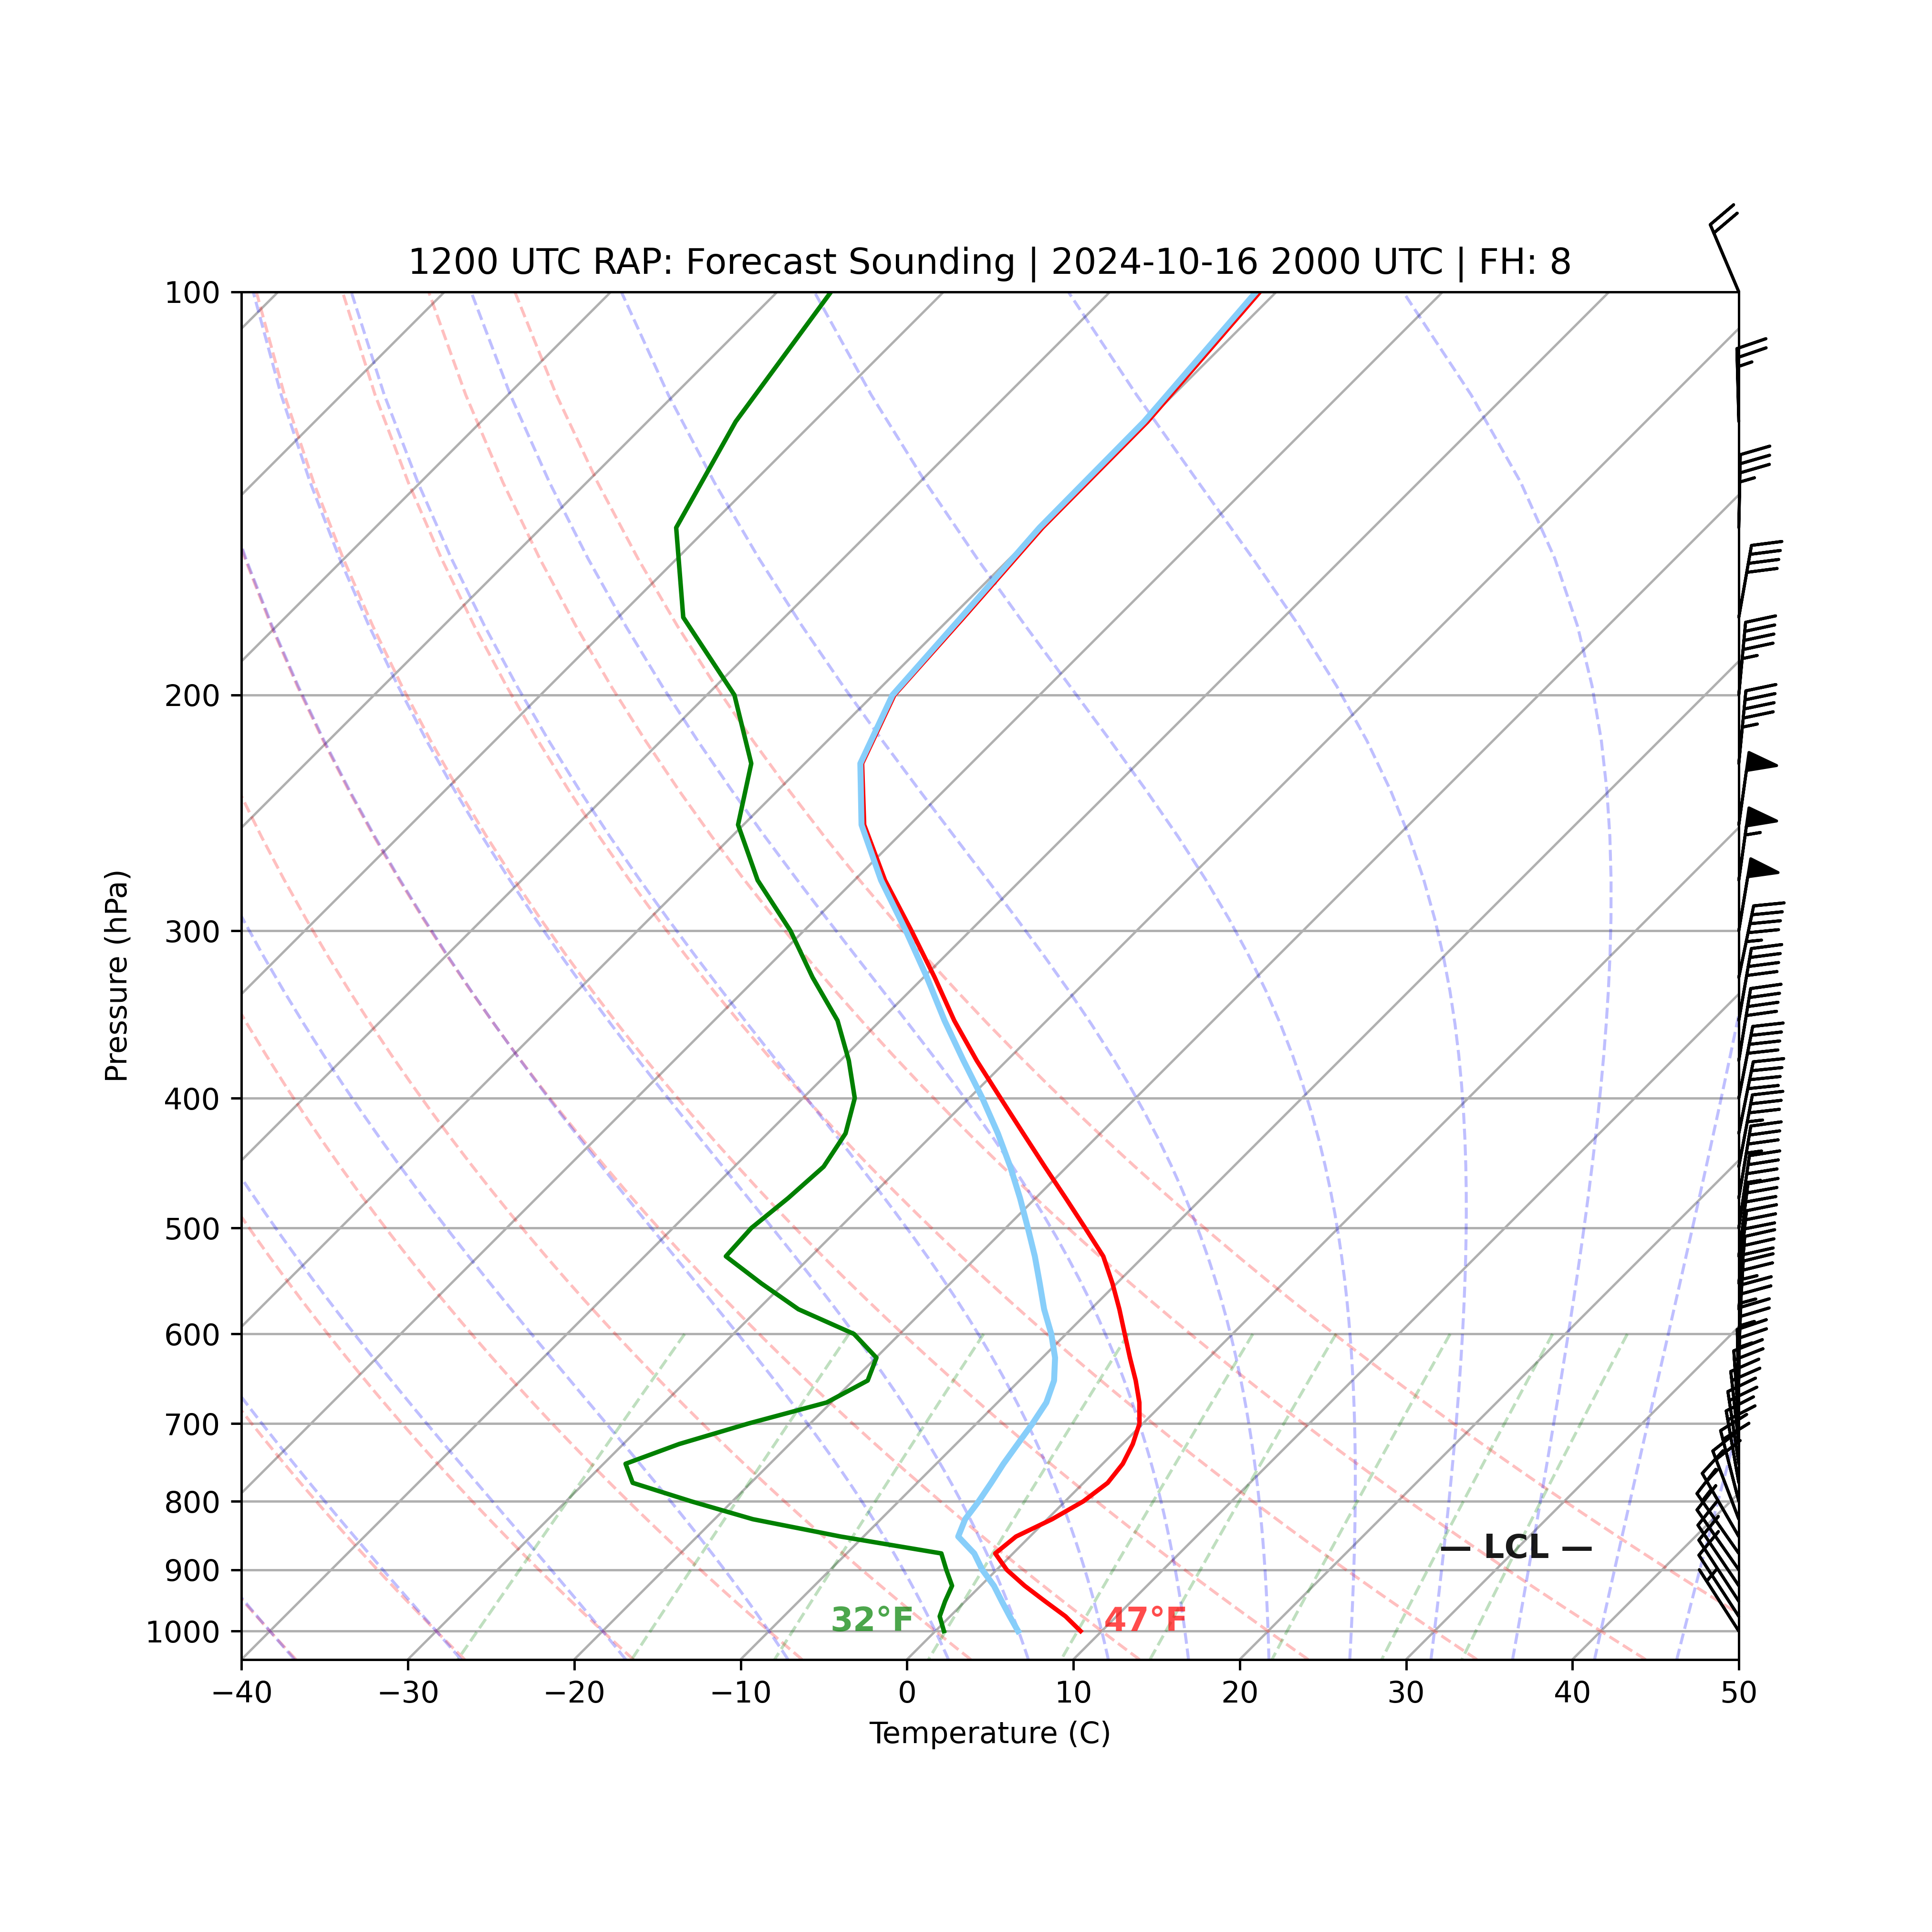 1200 UTC RAP: Forecast Sounding | 2024-10-16 2000 UTC | FH: 8
100
200
300
400
500
600
700
800
900
1000
Pressure (hPa)
— LCL —
32°F
47°F
−40 −30 −20 −10 0 10 20 30 40 50
Temperature (C)